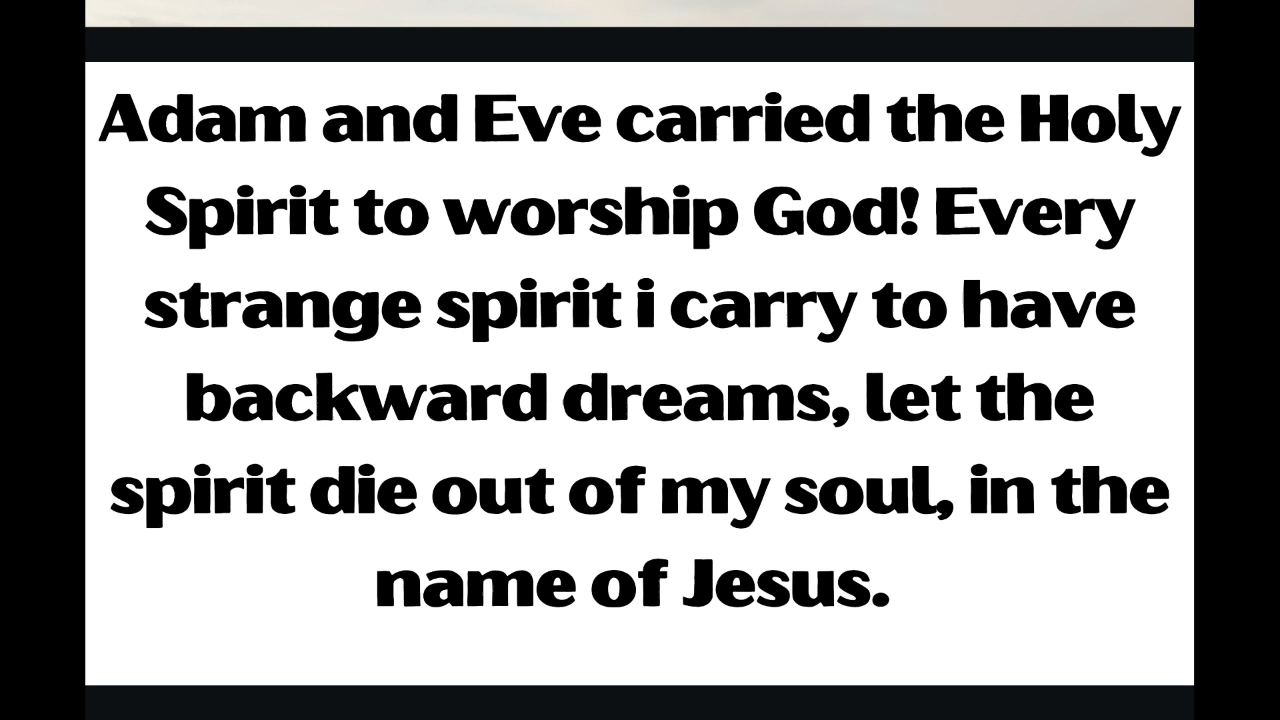 Adam and Eve carried the Holy
Spirit to worship God! Every
strange spirit i carry to have
backward dreams, let the
spirit die out of my soul, in the
name of Jesus.